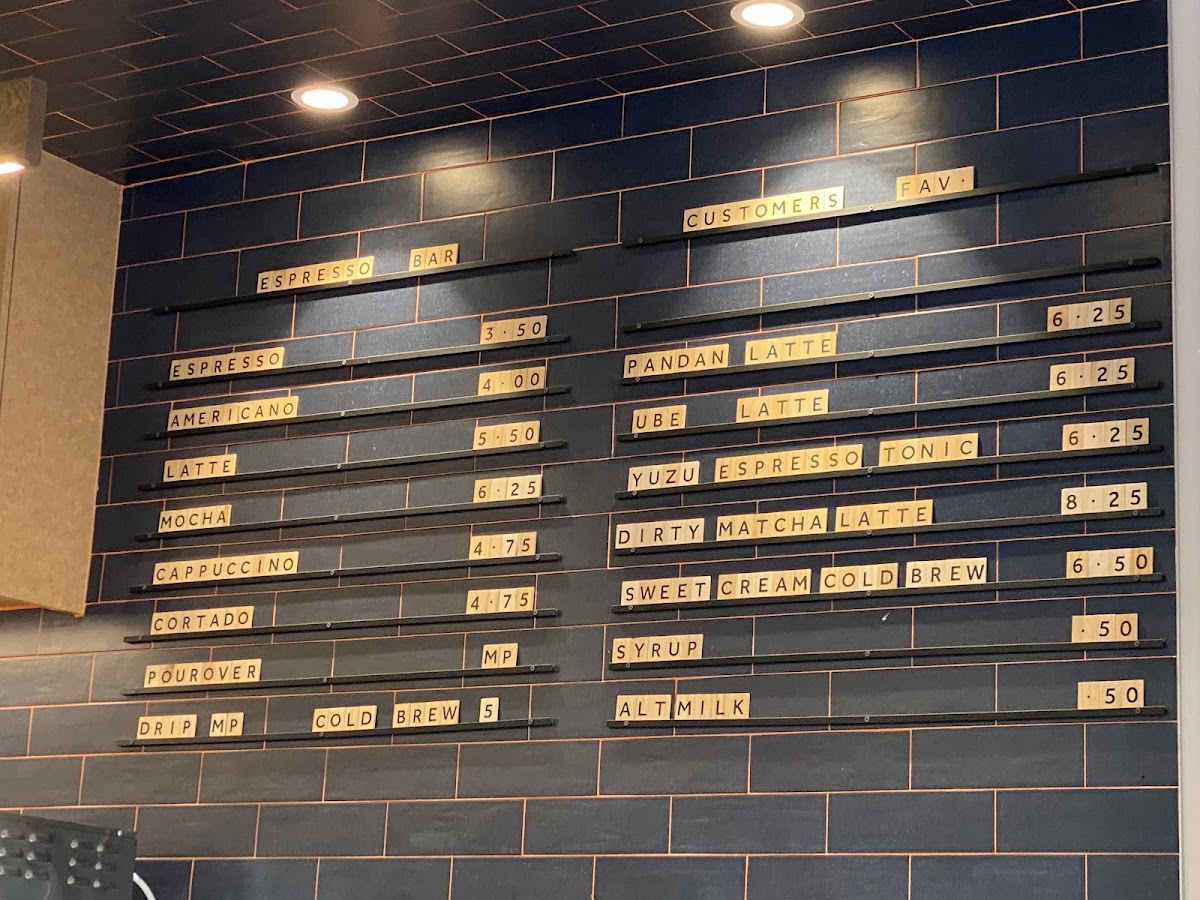 ESPRESSO BAR
ESPRESSO 3.50
AMERICANO 4.00
LATTE 5.50
MOCHA 6.25
CAPPUCCINO 4.75
CORTADO 4.75
POUROVER MP
DRIP MP COLD BREW 5
CUSTOMERS FAV.
PANDAN LATTE 6.25
UBE LATTE 6.25
YUZU ESPRESSO TONIC 6.25
DIRTY MATCHA LATTE 8.25
SWEET CREAM COLD BREW 6.50
SYRUP .50
ALT MILK .50